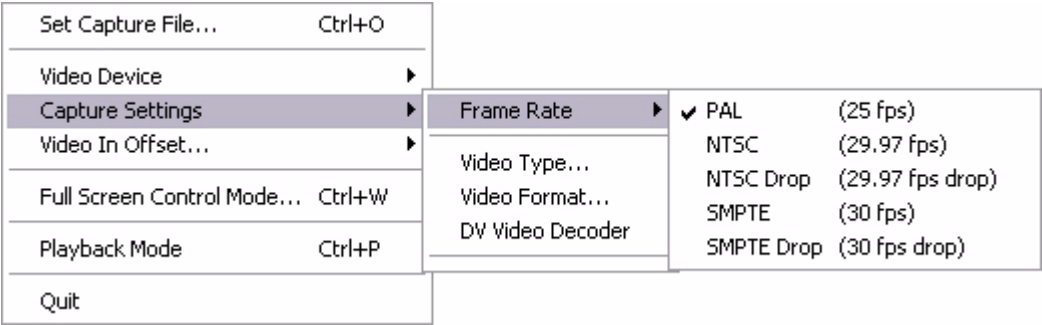 Set Capture File... Ctrl+O
Video Device
Capture Settings
Video In Offset...
Full Screen Control Mode... Ctrl+W
Playback Mode Ctrl+P
Quit
Frame Rate
Video Type...
Video Format...
DV Video Decoder
PAL (25 fps)
NTSC (29.97 fps)
NTSC Drop (29.97 fps drop)
SMPTE (30 fps)
SMPTE Drop (30 fps drop)